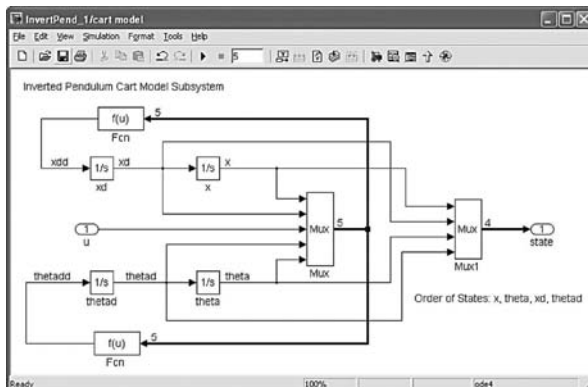 InvertPend_1/cart model
File Edit View Simulation Format Tools Help
5
Inverted Pendulum Cart Model Subsystem
f(u)
5
Fcn
xdd
1/s
xd
xd
1/s
x
x
1
u
Mux
5
Mux
Mux
4
Mux1
1
state
thetadd
1/s
thetad
thetad
1/s
theta
theta
Order of States: x, theta, xd, thetad
f(u)
5
Fcn
Ready
100%
ode4